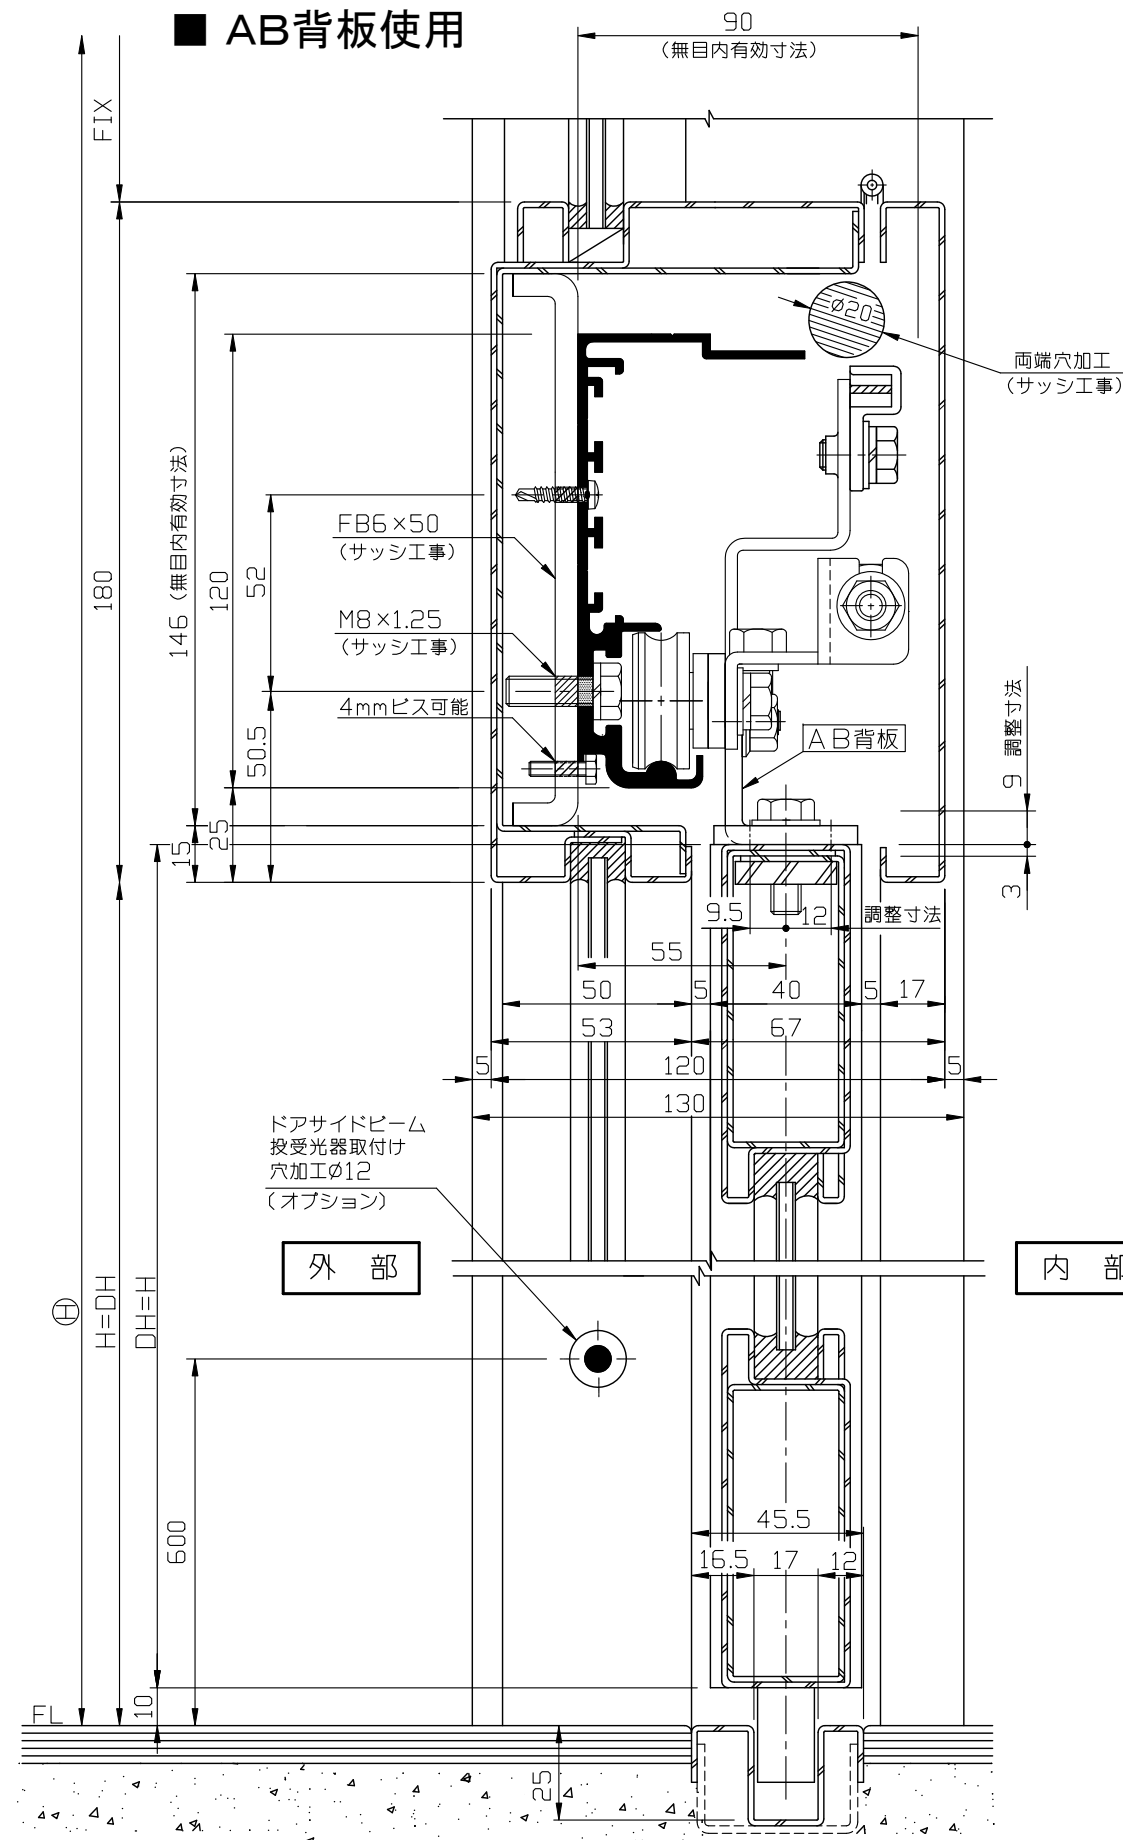 ■ AB背板使用
90
(無目内有効寸法)
FIX
φ20
両端穴加工
(サッシ工事)
180
146 (無目内有効寸法)
120
52
50.5
25
15
FB6×50
(サッシ工事)
M8×1.25
(サッシ工事)
4mmビス可能
AB背板
9 調整寸法
3
9.5
12
調整寸法
55
50
5
40
5
17
53
67
5
120
5
130
ドアサイドビーム
投受光器取付け
穴加工φ12
(オプション)
外 部
内 部
Ⓗ
H=DH
DH=H
600
10
45.5
16.5
17
12
FL
25